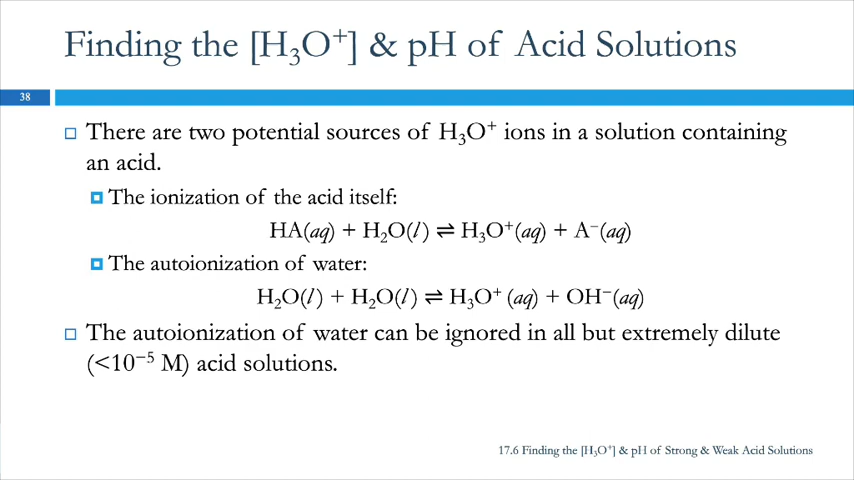 Finding the [H₃O⁺] & pH of Acid Solutions
38
There are two potential sources of H₃O⁺ ions in a solution containing
an acid.
The ionization of the acid itself:
HA(aq) + H₂O(l) ⇌ H₃O⁺(aq) + A⁻(aq)
The autoionization of water:
H₂O(l) + H₂O(l) ⇌ H₃O⁺ (aq) + OH⁻(aq)
The autoionization of water can be ignored in all but extremely dilute
(<10⁻⁵ M) acid solutions.
17.6 Finding the [H₃O⁺] & pH of Strong & Weak Acid Solutions